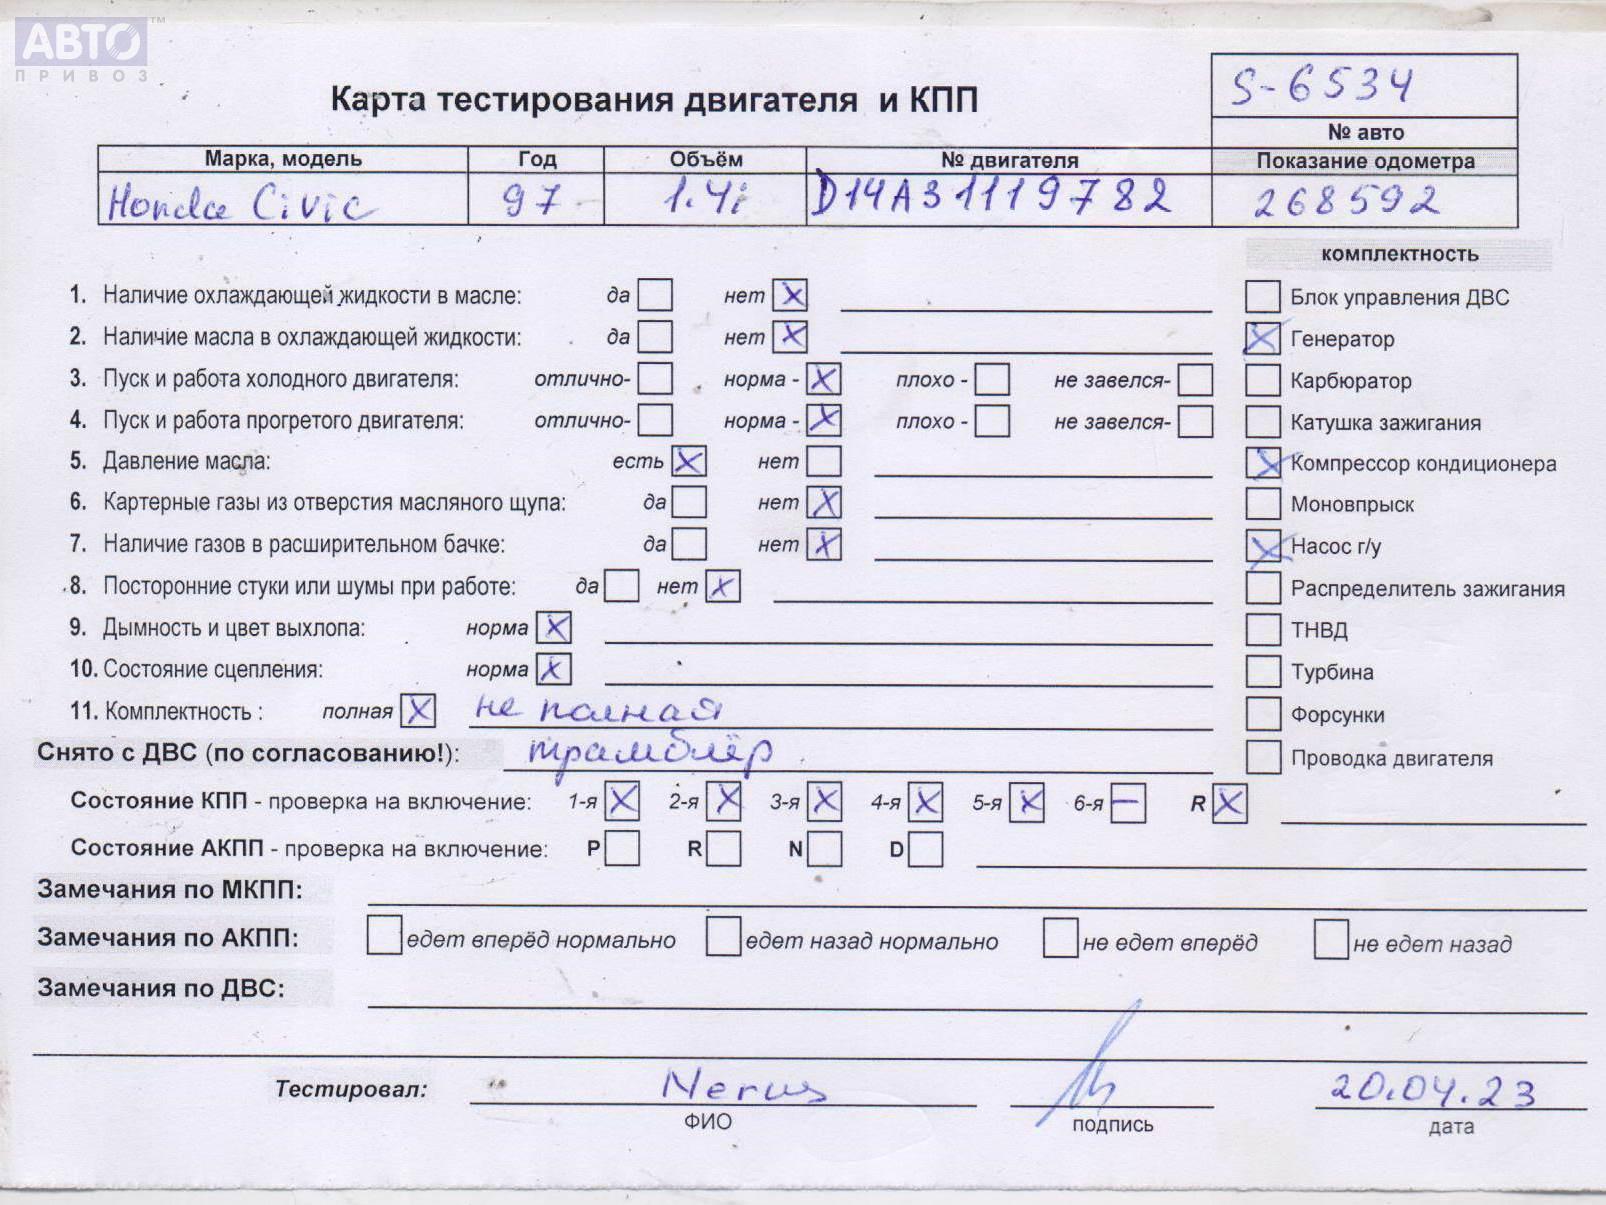 АВТО™
ПРИВОЗ
Карта тестирования двигателя и КПП
S-6534
№ авто
Марка, модель Год Объём № двигателя Показание одометра
Honda Civic 97 1.4i D14A31119782 268592
комплектность
1. Наличие охлаждающей жидкости в масле: да нет x
Блок управления ДВС
2. Наличие масла в охлаждающей жидкости: да нет x
x Генератор
3. Пуск и работа холодного двигателя: отлично- норма - x плохо - не завелся-
Карбюратор
4. Пуск и работа прогретого двигателя: отлично- норма - x плохо - не завелся-
Катушка зажигания
5. Давление масла: есть x нет
x Компрессор кондиционера
6. Картерные газы из отверстия масляного щупа: да нет x
Моновпрыск
7. Наличие газов в расширительном бачке: да нет x
x Насос г/у
8. Посторонние стуки или шумы при работе: да нет x
Распределитель зажигания
9. Дымность и цвет выхлопа: норма x
ТНВД
10. Состояние сцепления: норма x
Турбина
11. Комплектность : полная x не полная
Форсунки
Снято с ДВС (по согласованию!): трамблёр
Проводка двигателя
Состояние КПП - проверка на включение: 1-я x 2-я x 3-я x 4-я x 5-я x 6-я — R x
Состояние АКПП - проверка на включение: P R N D
Замечания по МКПП:
Замечания по АКПП: едет вперёд нормально едет назад нормально не едет вперёд не едет назад
Замечания по ДВС:
Тестировал: 20.04.23
ФИО подпись дата